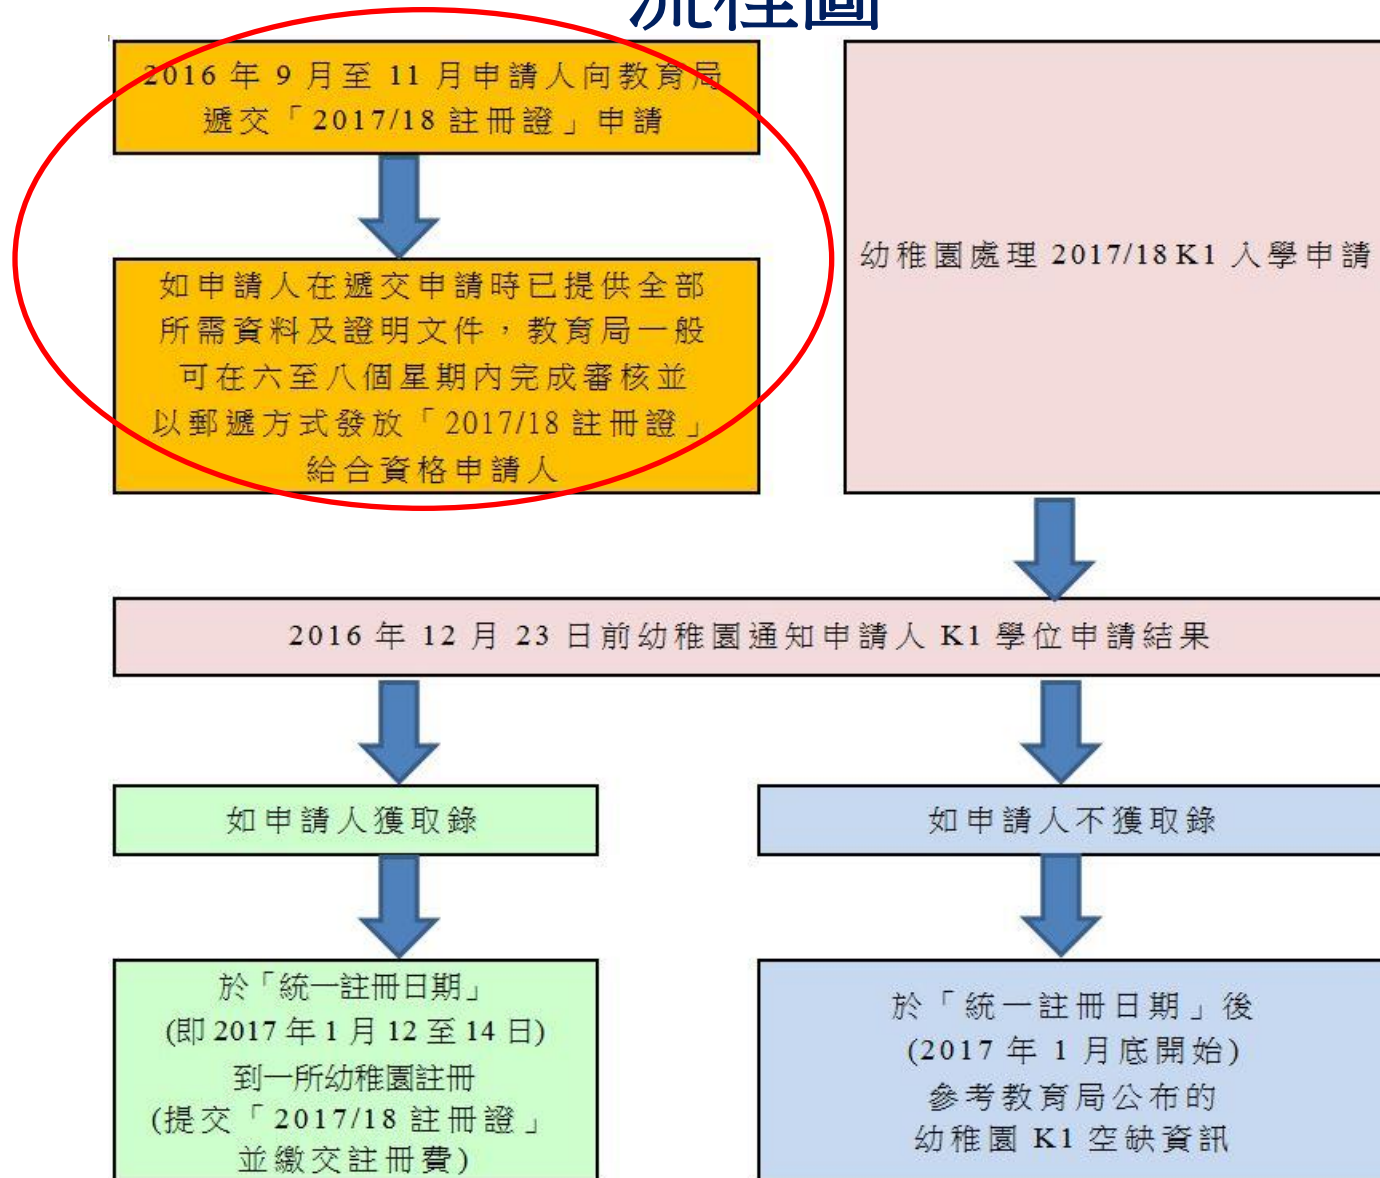 流程圖
2016 年 9 月至 11 月申請人向教育局
遞交「2017/18 註冊證」申請
如申請人在遞交申請時已提供全部
所需資料及證明文件，教育局一般
可在六至八個星期內完成審核並
以郵遞方式發放「2017/18 註冊證」
給合資格申請人
幼稚園處理 2017/18 K1 入學申請
2016 年 12 月 23 日前幼稚園通知申請人 K1 學位申請結果
如申請人獲取錄
如申請人不獲取錄
於「統一註冊日期」
(即 2017 年 1 月 12 至 14 日)
到一所幼稚園註冊
(提交「2017/18 註冊證」
並繳交註冊費)
於「統一註冊日期」後
(2017 年 1 月底開始)
參考教育局公布的
幼稚園 K1 空缺資訊